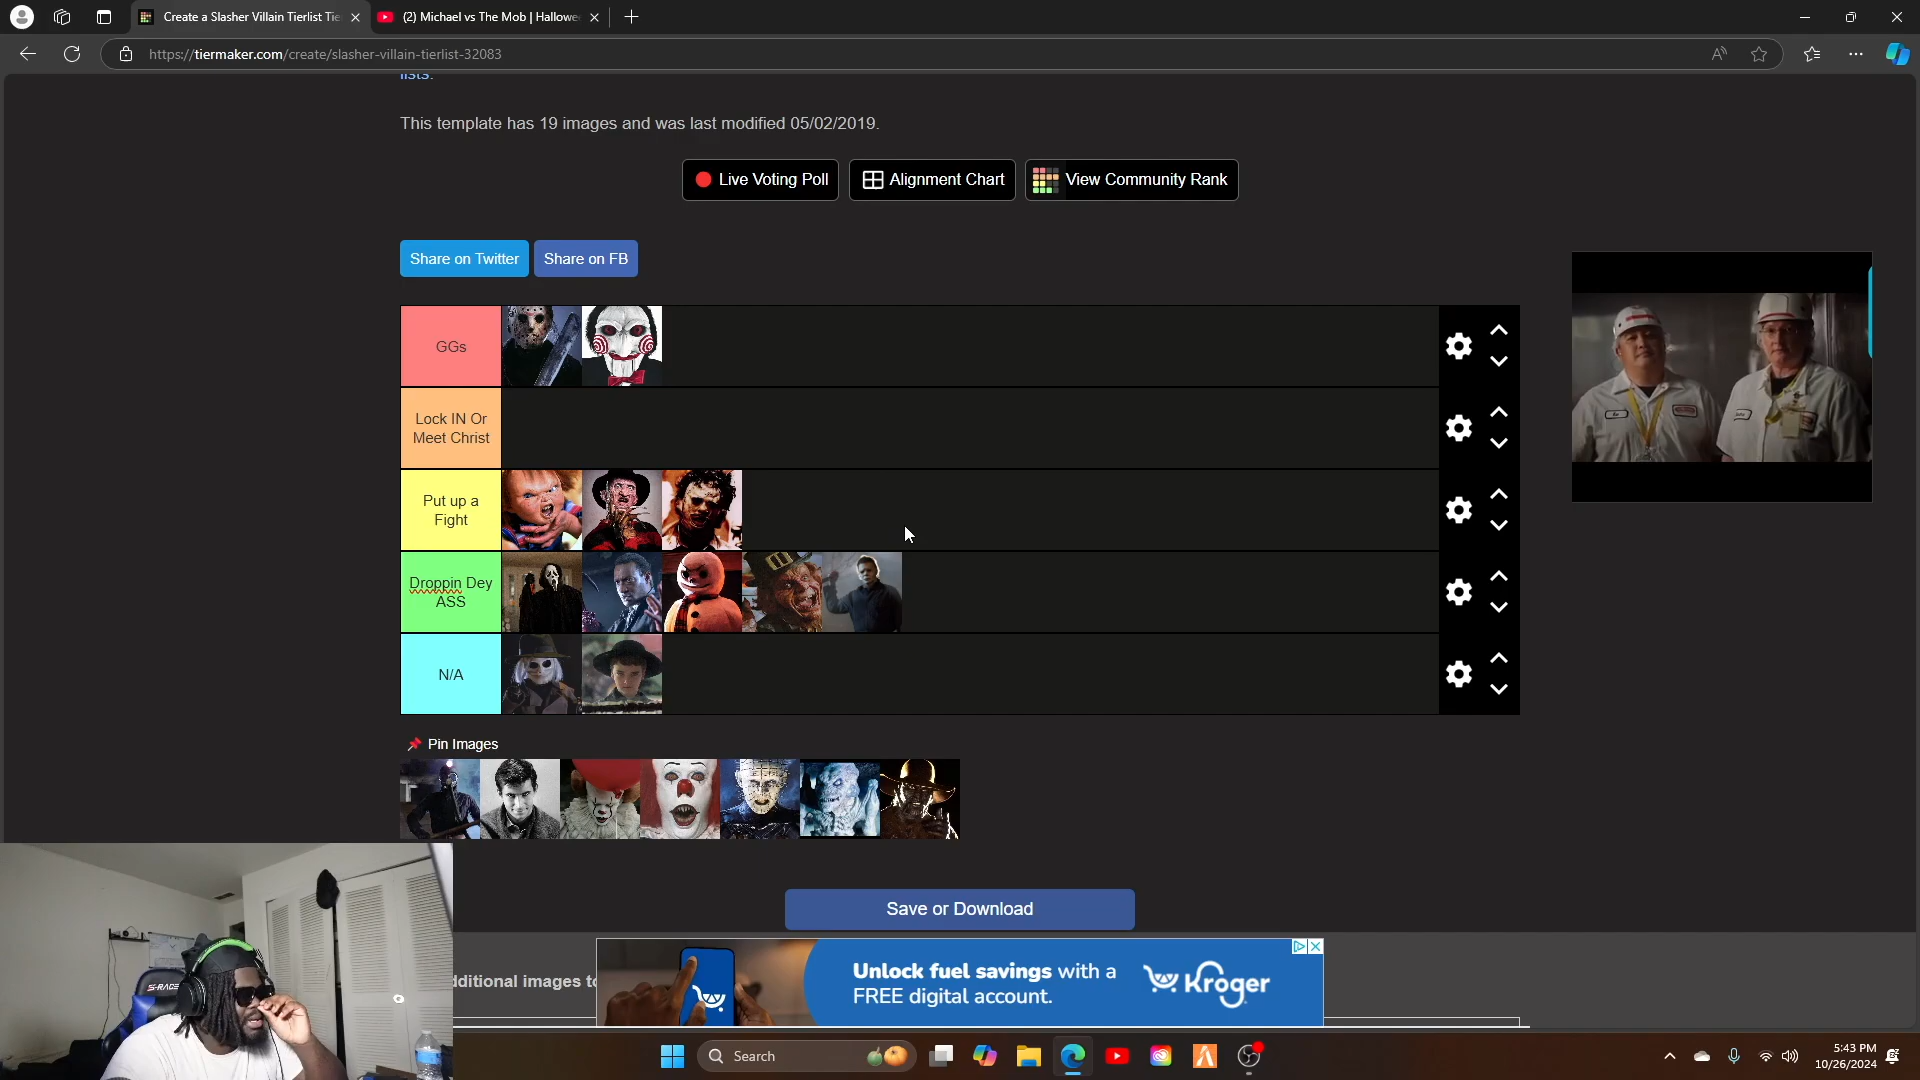 Create a Slasher Villain Tierlist Tie
(2) Michael vs The Mob | Hallowe
https://tiermaker.com/create/slasher-villain-tierlist-32083
lists.
This template has 19 images and was last modified 05/02/2019.
Live Voting Poll
Alignment Chart
View Community Rank
Share on Twitter
Share on FB
GGs
Lock IN Or
Meet Christ
Put up a
Fight
Droppin Dey
ASS
N/A
Pin Images
Save or Download
dditional images to
Unlock fuel savings with a
FREE digital account.
Kroger
S-RACER
Search
5:43 PM
10/26/2024